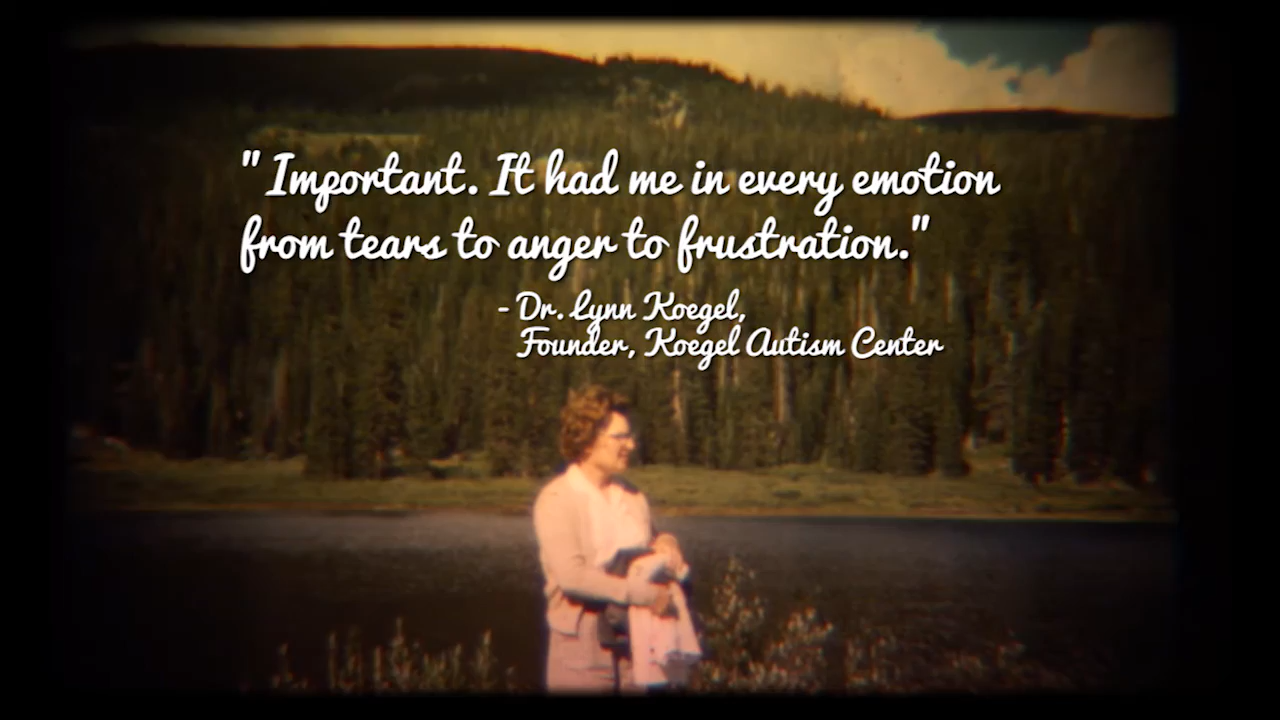 "Important. It had me in every emotion
from tears to anger to frustration."
- Dr. Lynn Koegel,
Founder, Koegel Autism Center